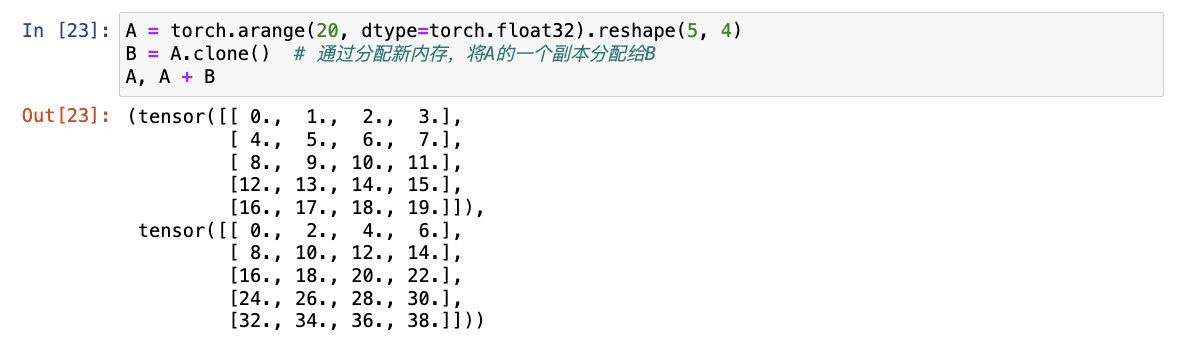 In [23]: A = torch.arange(20, dtype=torch.float32).reshape(5, 4)
B = A.clone()  # 通过分配新内存，将A的一个副本分配给B
A, A + B
Out[23]: (tensor([[ 0.,  1.,  2.,  3.],
[ 4.,  5.,  6.,  7.],
[ 8.,  9., 10., 11.],
[12., 13., 14., 15.],
[16., 17., 18., 19.]]),
tensor([[ 0.,  2.,  4.,  6.],
[ 8., 10., 12., 14.],
[16., 18., 20., 22.],
[24., 26., 28., 30.],
[32., 34., 36., 38.]]))